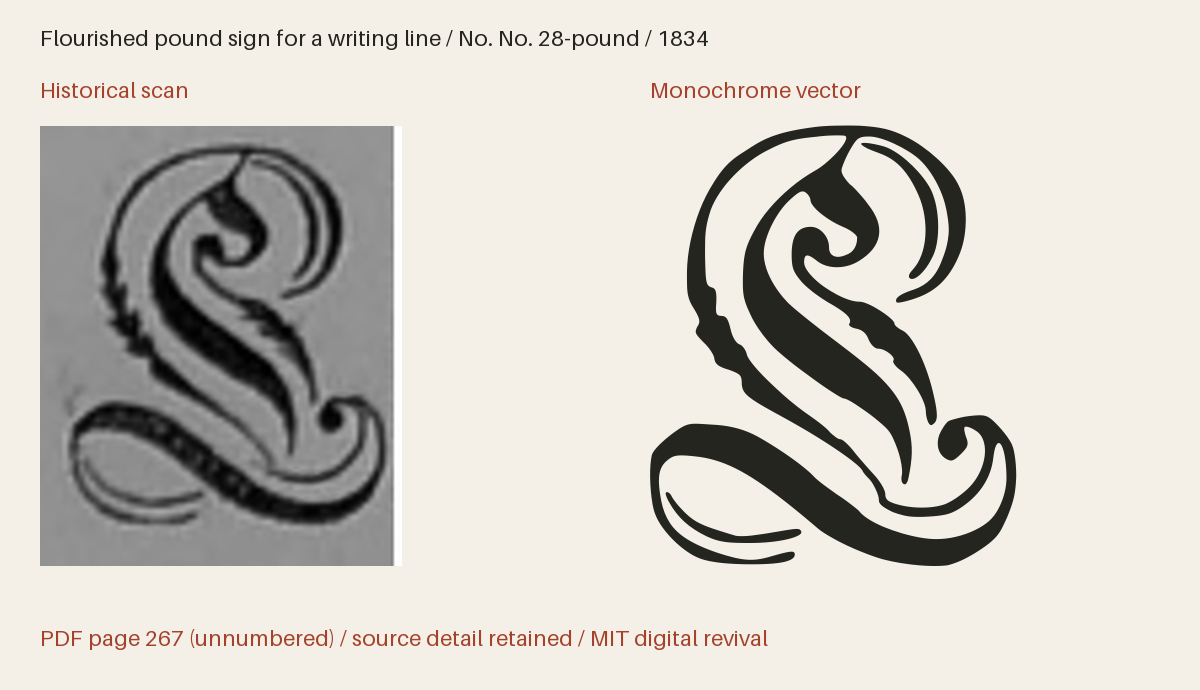 Flourished pound sign for a writing line / No. No. 28-pound / 1834
Historical scan
Monochrome vector
PDF page 267 (unnumbered) / source detail retained / MIT digital revival